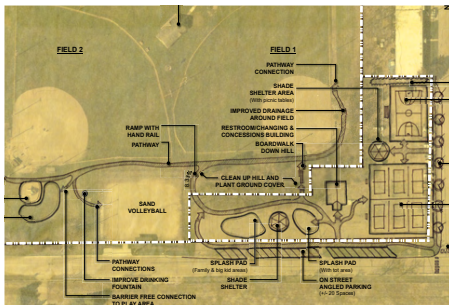 FIELD 2
FIELD 1
PATHWAY
CONNECTION
SHADE
SHELTER AREA
(With picnic tables)
IMPROVED DRAINAGE
AROUND FIELD
RAMP WITH
HAND RAIL
RESTROOM/CHANGING &
CONCESSIONS BUILDING
PATHWAY
BOARDWALK
DOWN HILL
CLEAN UP HILL AND
PLANT GROUND COVER
SAND
VOLLEYBALL
PATHWAY
CONNECTIONS
SPLASH PAD
(Family & big kid areas)
SHADE
SHELTER
SPLASH PAD
(With tot area)
IMPROVE DRINKING
FOUNTAIN
ON STREET
ANGLED PARKING
(+/- 20 Spaces)
BARRIER FREE CONNECTION
TO PLAY AREA